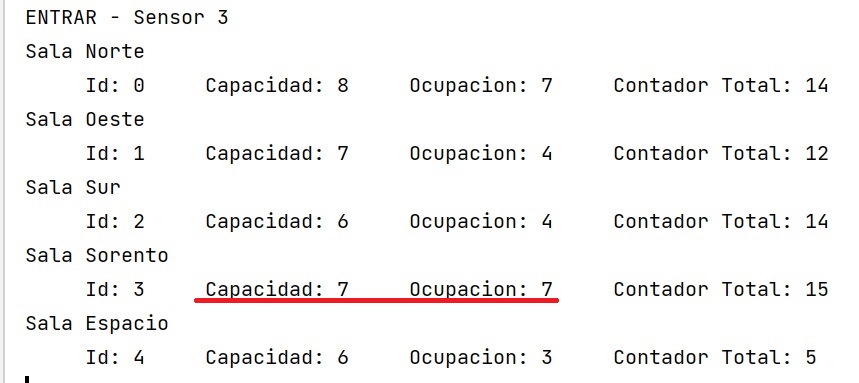 ENTRAR - Sensor 3
Sala Norte
Id: 0 Capacidad: 8 Ocupacion: 7 Contador Total: 14
Sala Oeste
Id: 1 Capacidad: 7 Ocupacion: 4 Contador Total: 12
Sala Sur
Id: 2 Capacidad: 6 Ocupacion: 4 Contador Total: 14
Sala Sorento
Id: 3 Capacidad: 7 Ocupacion: 7 Contador Total: 15
Sala Espacio
Id: 4 Capacidad: 6 Ocupacion: 3 Contador Total: 5